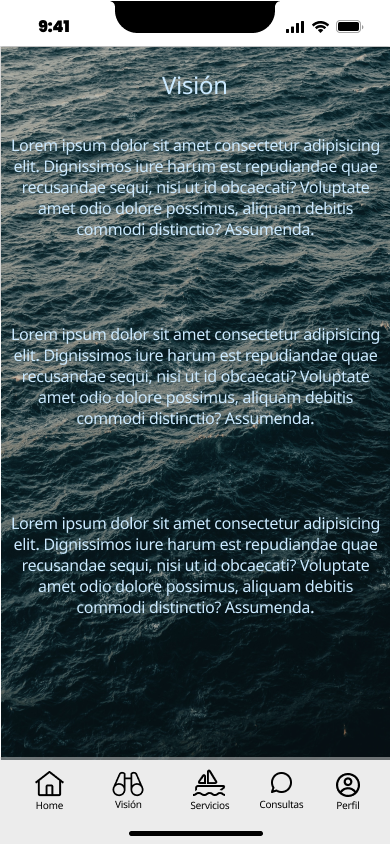 9:41
Visión
Lorem ipsum dolor sit amet consectetur adipisicing
elit. Dignissimos iure harum est repudiandae quae
recusandae sequi, nisi ut id obcaecati? Voluptate
amet odio dolore possimus, aliquam debitis
commodi distinctio? Assumenda.
Lorem ipsum dolor sit amet consectetur adipisicing
elit. Dignissimos iure harum est repudiandae quae
recusandae sequi, nisi ut id obcaecati? Voluptate
amet odio dolore possimus, aliquam debitis
commodi distinctio? Assumenda.
Lorem ipsum dolor sit amet consectetur adipisicing
elit. Dignissimos iure harum est repudiandae quae
recusandae sequi, nisi ut id obcaecati? Voluptate
amet odio dolore possimus, aliquam debitis
commodi distinctio? Assumenda.
Home Visión Servicios Consultas Perfil